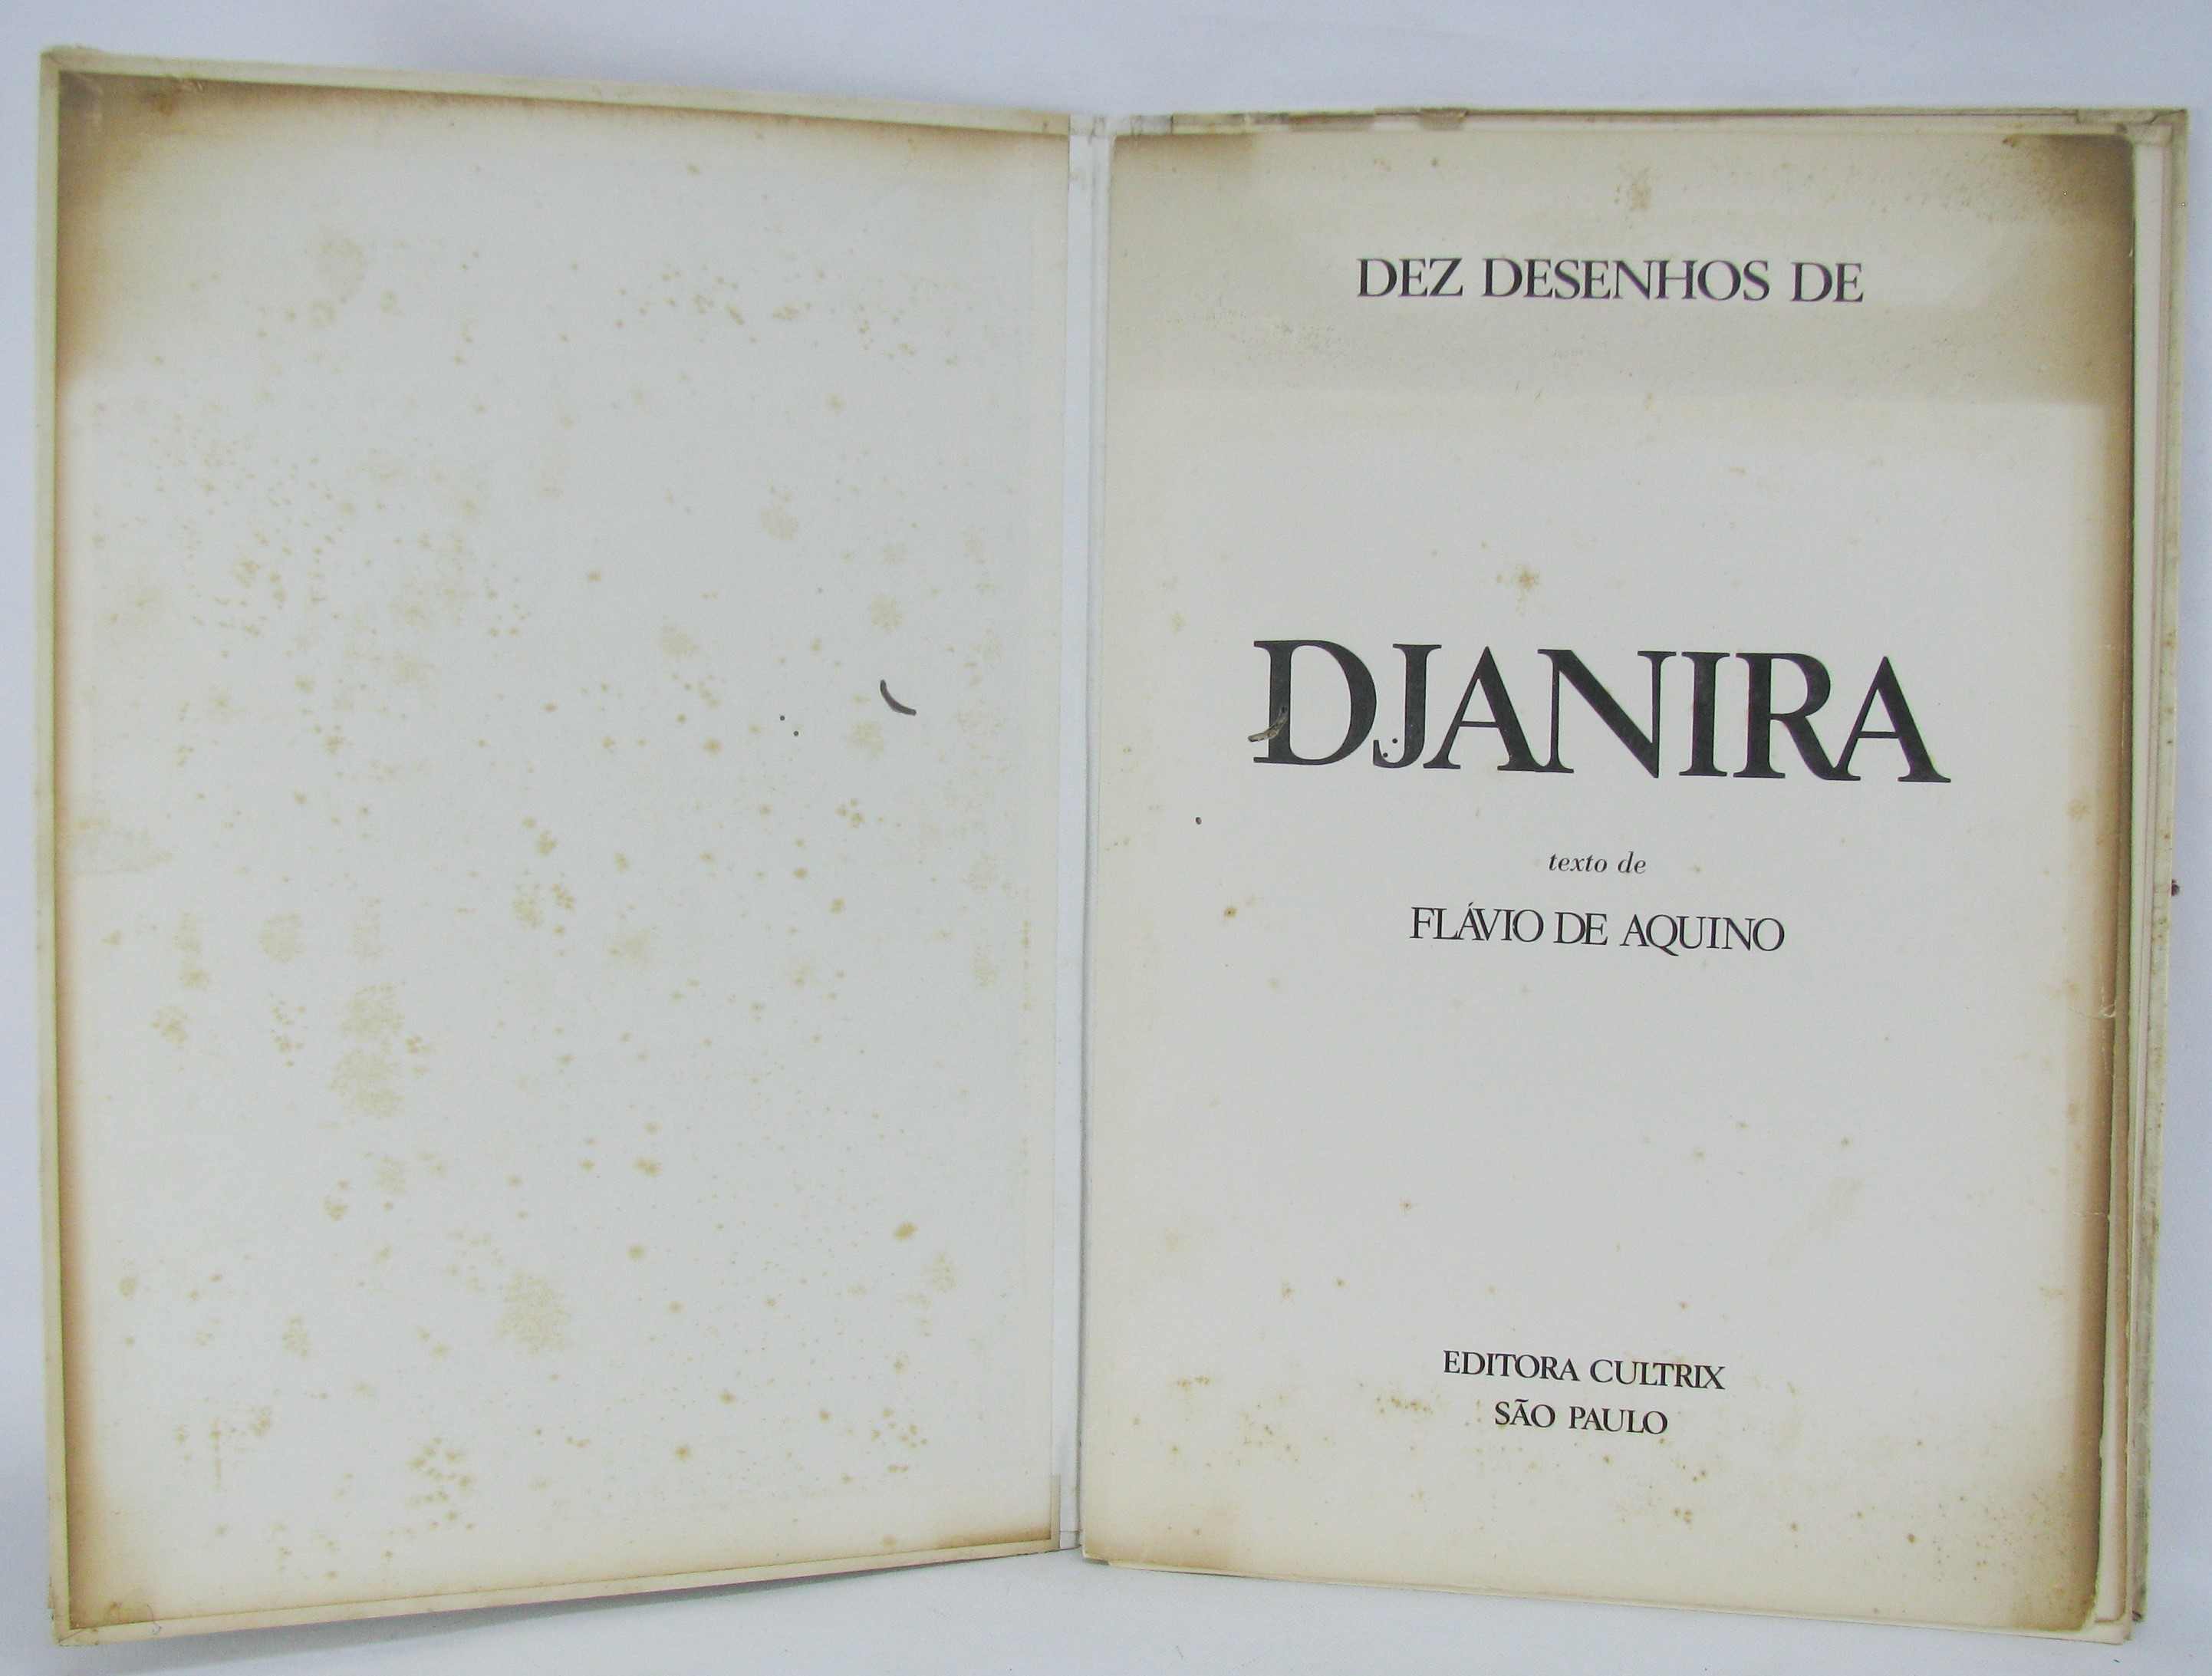 DEZ DESENHOS DE
DJANIRA
texto de
FLÁVIO DE AQUINO
EDITORA CULTRIX
SÃO PAULO